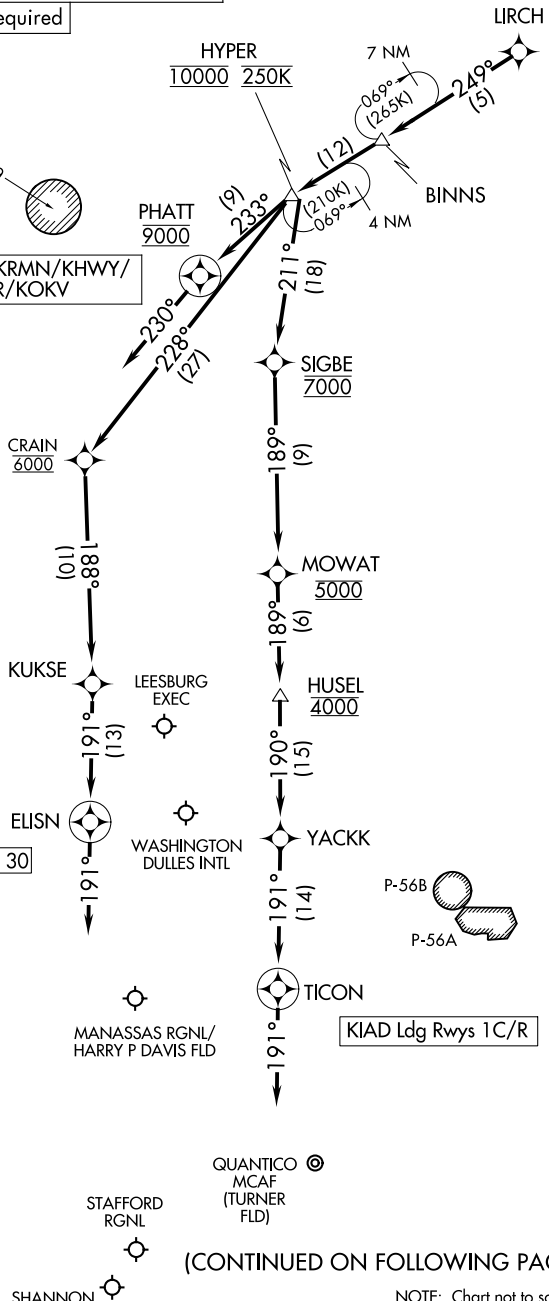 equired
LIRCH
HYPER
10000 250K
7 NM
069°
(265K)
249°
(5)
(12)
BINNS
9
PHATT
9000
(9)
233°
(210K)
069°
4 NM
KRMN/KHWY/
R/KOKV
211°
(18)
230°
228°
(27)
SIGBE
7000
CRAIN
6000
189°
(9)
188°
(10)
MOWAT
5000
189°
(6)
KUKSE
LEESBURG
EXEC
HUSEL
4000
191°
(13)
190°
(15)
ELISN
WASHINGTON
DULLES INTL
YACKK
30
191°
191°
(14)
P-56B
P-56A
TICON
MANASSAS RGNL/
HARRY P DAVIS FLD
KIAD Ldg Rwys 1C/R
191°
QUANTICO
MCAF
(TURNER
FLD)
STAFFORD
RGNL
(CONTINUED ON FOLLOWING PAG
SHANNON
NOTE: Chart not to sc